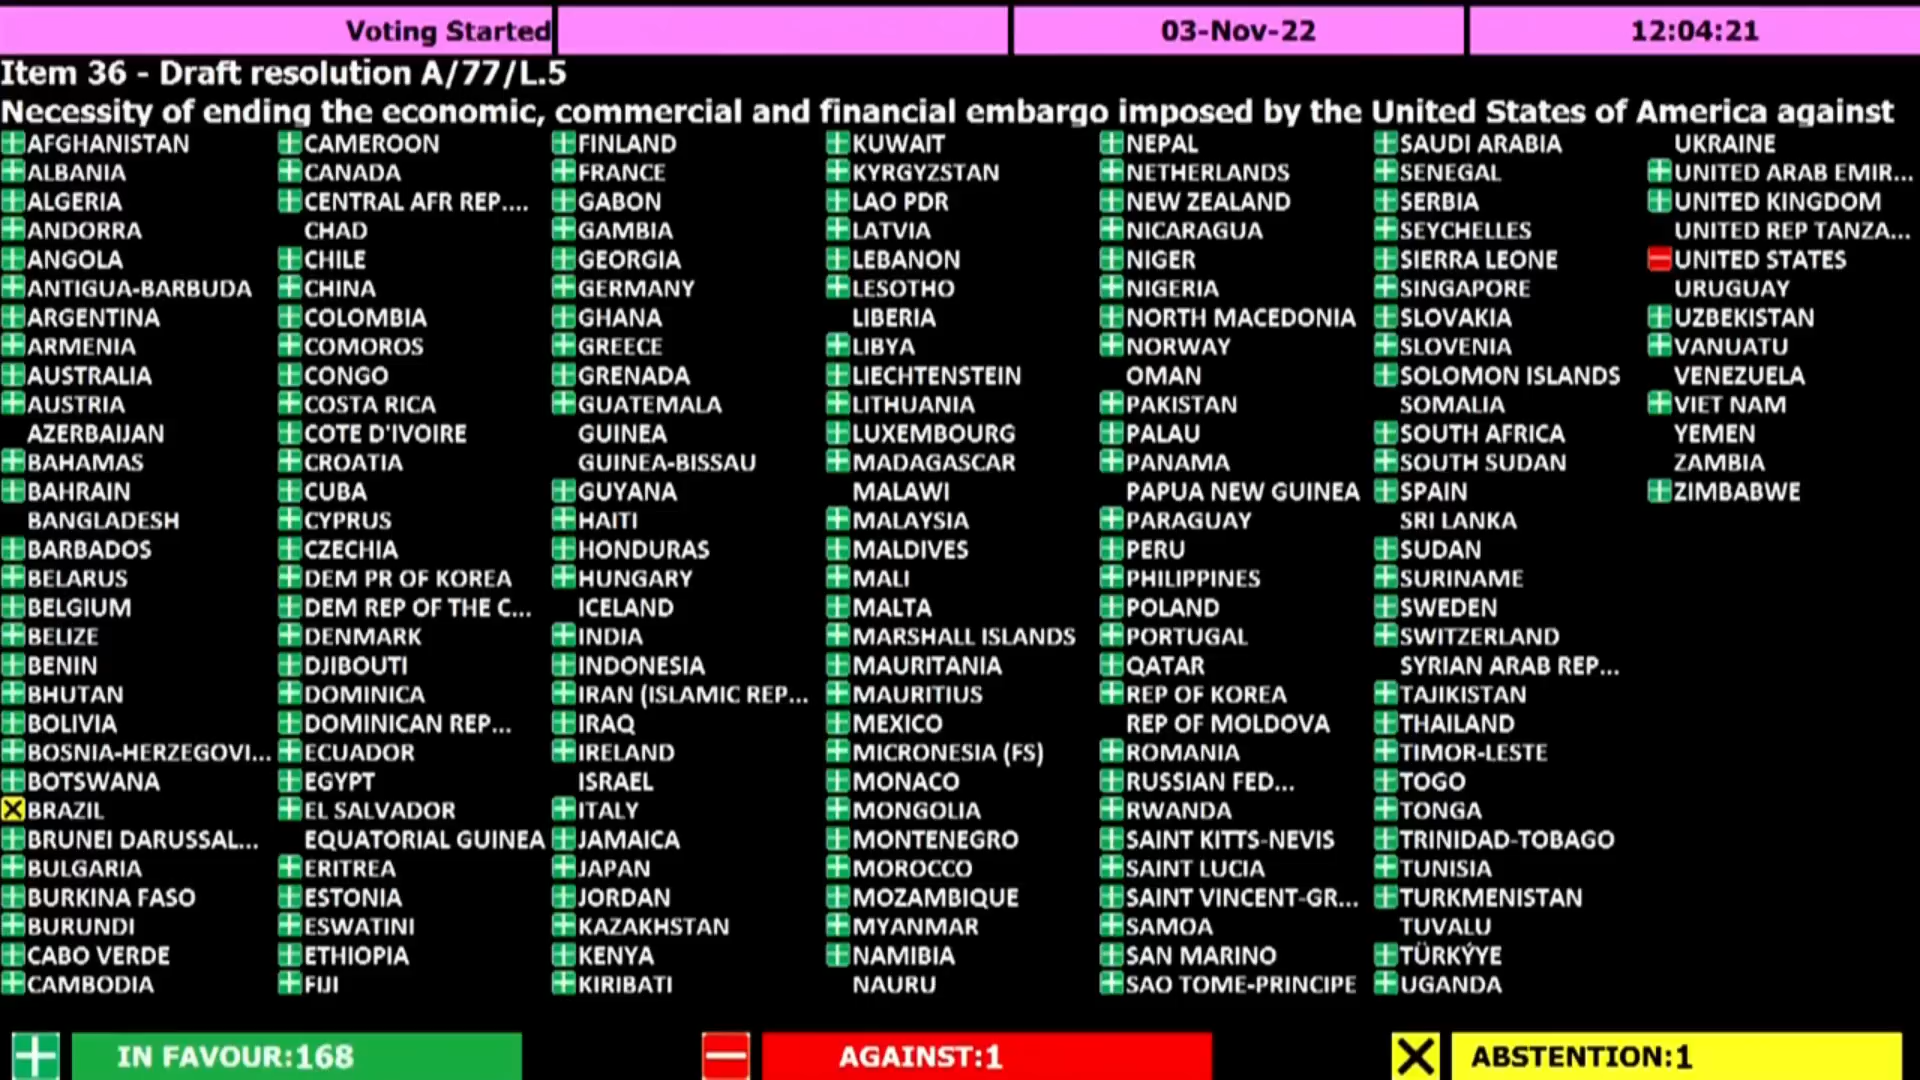 Voting Started 03-Nov-22 12:04:21
Item 36 - Draft resolution A/77/L.5
Necessity of ending the economic, commercial and financial embargo imposed by the United States of America against
AFGHANISTAN CAMEROON FINLAND KUWAIT NEPAL SAUDI ARABIA UKRAINE
ALBANIA CANADA FRANCE KYRGYZSTAN NETHERLANDS SENEGAL UNITED ARAB EMIR...
ALGERIA CENTRAL AFR REP.... GABON LAO PDR NEW ZEALAND SERBIA UNITED KINGDOM
ANDORRA CHAD GAMBIA LATVIA NICARAGUA SEYCHELLES UNITED REP TANZA...
ANGOLA CHILE GEORGIA LEBANON NIGER SIERRA LEONE UNITED STATES
ANTIGUA-BARBUDA CHINA GERMANY LESOTHO NIGERIA SINGAPORE URUGUAY
ARGENTINA COLOMBIA GHANA LIBERIA NORTH MACEDONIA SLOVAKIA UZBEKISTAN
ARMENIA COMOROS GREECE LIBYA NORWAY SLOVENIA VANUATU
AUSTRALIA CONGO GRENADA LIECHTENSTEIN OMAN SOLOMON ISLANDS VENEZUELA
AUSTRIA COSTA RICA GUATEMALA LITHUANIA PAKISTAN SOMALIA VIET NAM
AZERBAIJAN COTE D'IVOIRE GUINEA LUXEMBOURG PALAU SOUTH AFRICA YEMEN
BAHAMAS CROATIA GUINEA-BISSAU MADAGASCAR PANAMA SOUTH SUDAN ZAMBIA
BAHRAIN CUBA GUYANA MALAWI PAPUA NEW GUINEA SPAIN ZIMBABWE
BANGLADESH CYPRUS HAITI MALAYSIA PARAGUAY SRI LANKA
BARBADOS CZECHIA HONDURAS MALDIVES PERU SUDAN
BELARUS DEM PR OF KOREA HUNGARY MALI PHILIPPINES SURINAME
BELGIUM DEM REP OF THE C... ICELAND MALTA POLAND SWEDEN
BELIZE DENMARK INDIA MARSHALL ISLANDS PORTUGAL SWITZERLAND
BENIN DJIBOUTI INDONESIA MAURITANIA QATAR SYRIAN ARAB REP...
BHUTAN DOMINICA IRAN (ISLAMIC REP... MAURITIUS REP OF KOREA TAJIKISTAN
BOLIVIA DOMINICAN REP... IRAQ MEXICO REP OF MOLDOVA THAILAND
BOSNIA-HERZEGOVI... ECUADOR IRELAND MICRONESIA (FS) ROMANIA TIMOR-LESTE
BOTSWANA EGYPT ISRAEL MONACO RUSSIAN FED... TOGO
BRAZIL EL SALVADOR ITALY MONGOLIA RWANDA TONGA
BRUNEI DARUSSAL... EQUATORIAL GUINEA JAMAICA MONTENEGRO SAINT KITTS-NEVIS TRINIDAD-TOBAGO
BULGARIA ERITREA JAPAN MOROCCO SAINT LUCIA TUNISIA
BURKINA FASO ESTONIA JORDAN MOZAMBIQUE SAINT VINCENT-GR... TURKMENISTAN
BURUNDI ESWATINI KAZAKHSTAN MYANMAR SAMOA TUVALU
CABO VERDE ETHIOPIA KENYA NAMIBIA SAN MARINO TÜRKÝYE
CAMBODIA FIJI KIRIBATI NAURU SAO TOME-PRINCIPE UGANDA
IN FAVOUR:168 AGAINST:1 ABSTENTION:1